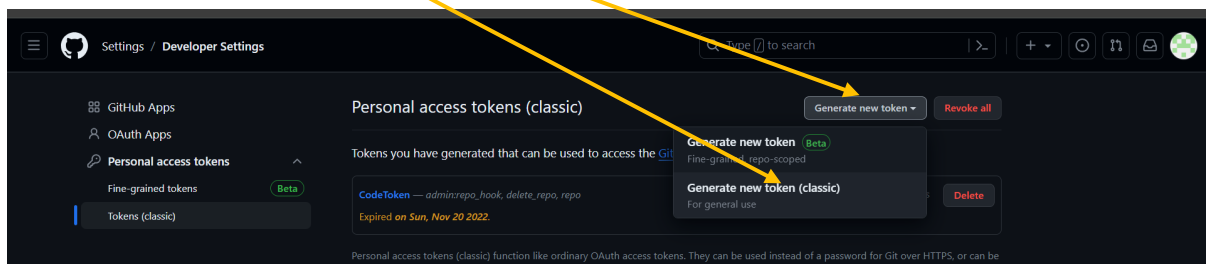 Settings / Developer Settings
Type / to search
GitHub Apps
OAuth Apps
Personal access tokens
Fine-grained tokens Beta
Tokens (classic)
Personal access tokens (classic)
Generate new token
Revoke all
Tokens you have generated that can be used to access the Git
Generate new token Beta
Fine-grained, repo-scoped
Generate new token (classic)
For general use
CodeToken — admin:repo_hook, delete_repo, repo
Delete
Expired on Sun, Nov 20 2022.
Personal access tokens (classic) function like ordinary OAuth access tokens. They can be used instead of a password for Git over HTTPS, or can be